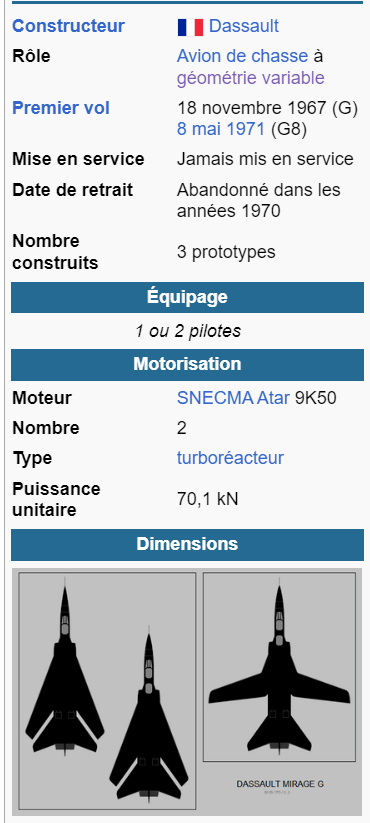 Constructeur Dassault
Rôle Avion de chasse à
géométrie variable
Premier vol 18 novembre 1967 (G)
8 mai 1971 (G8)
Mise en service Jamais mis en service
Date de retrait Abandonné dans les
années 1970
Nombre
construits 3 prototypes
Équipage
1 ou 2 pilotes
Motorisation
Moteur SNECMA Atar 9K50
Nombre 2
Type turboréacteur
Puissance
unitaire 70,1 kN
Dimensions
DASSAULT MIRAGE G